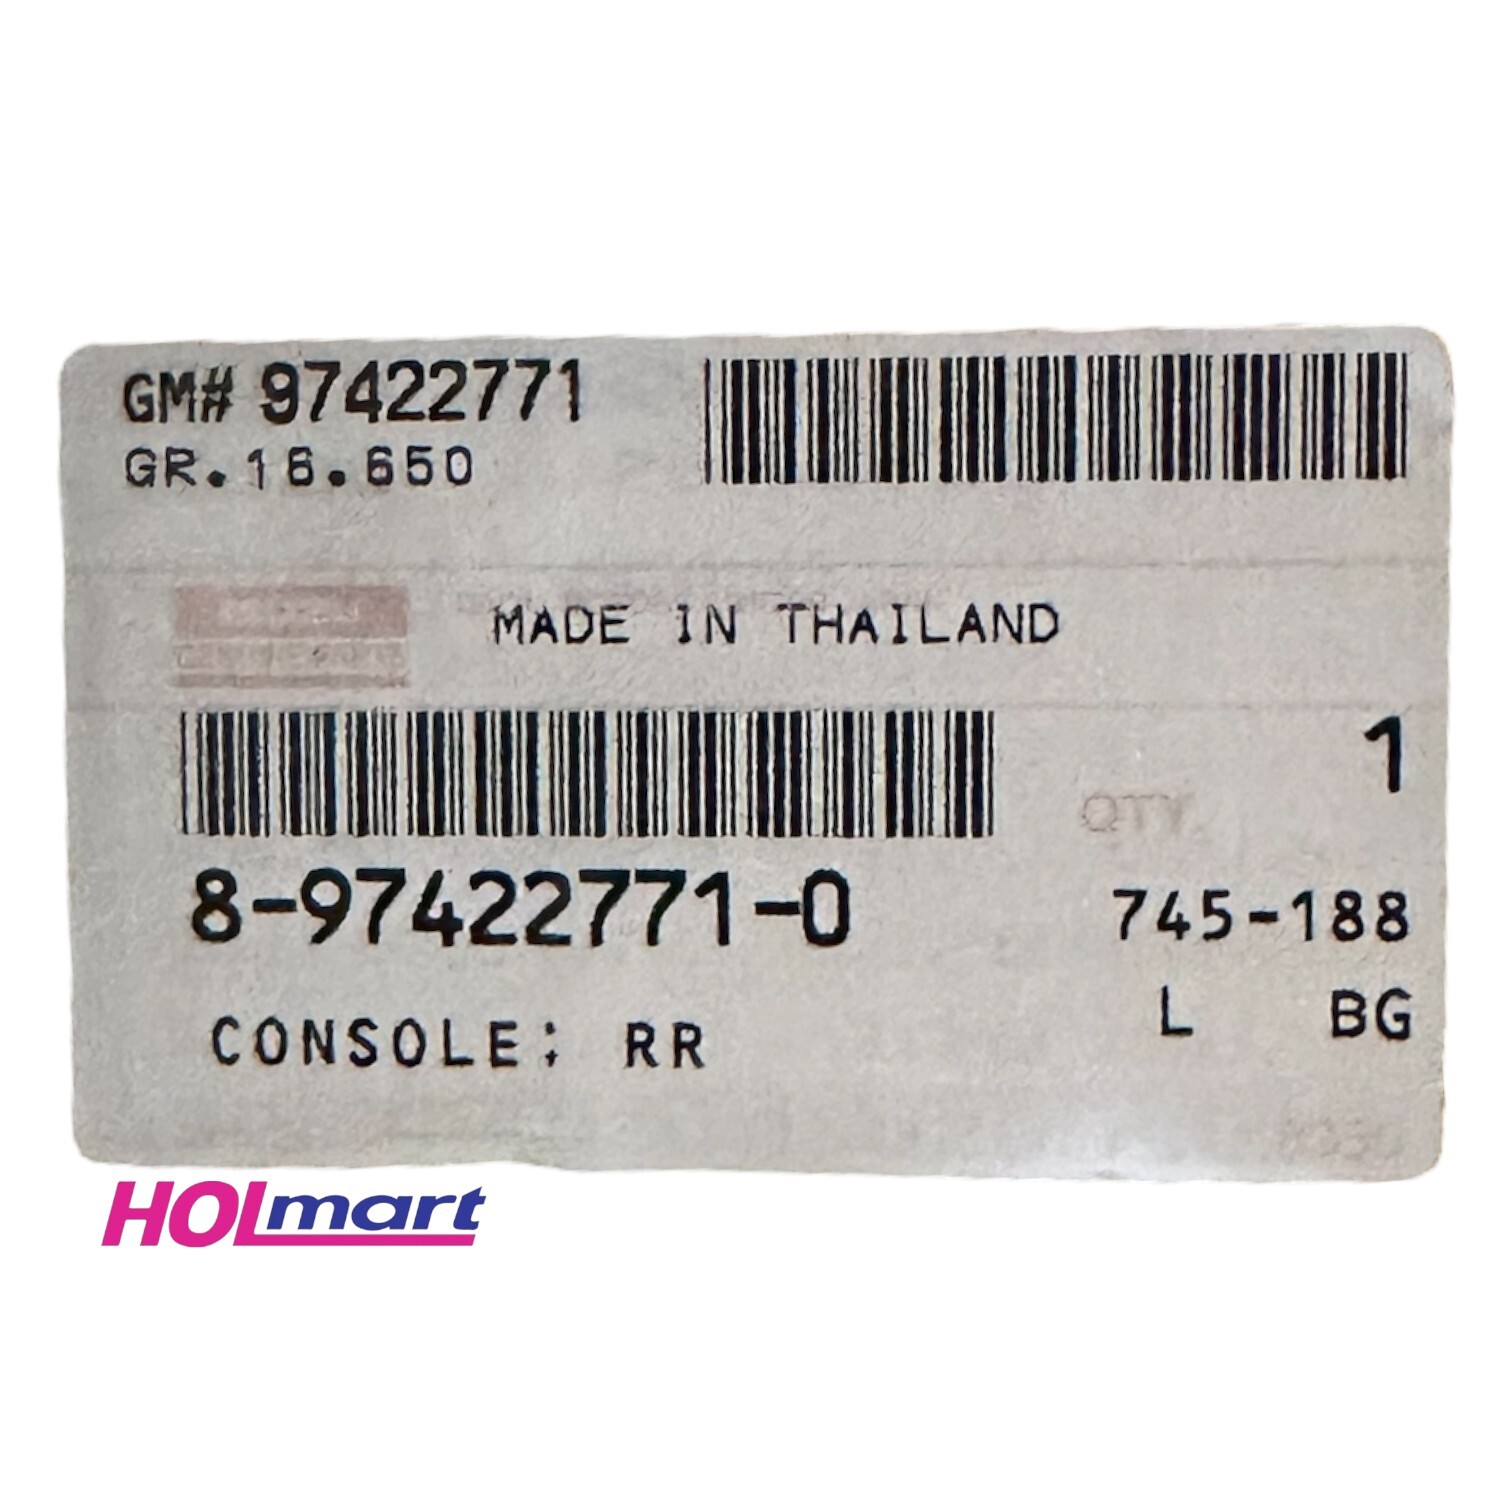 GM# 97422771
GR.16.650
MADE IN THAILAND
1
QTY
8-97422771-0
745-188
L BG
CONSOLE: RR
HOLmart